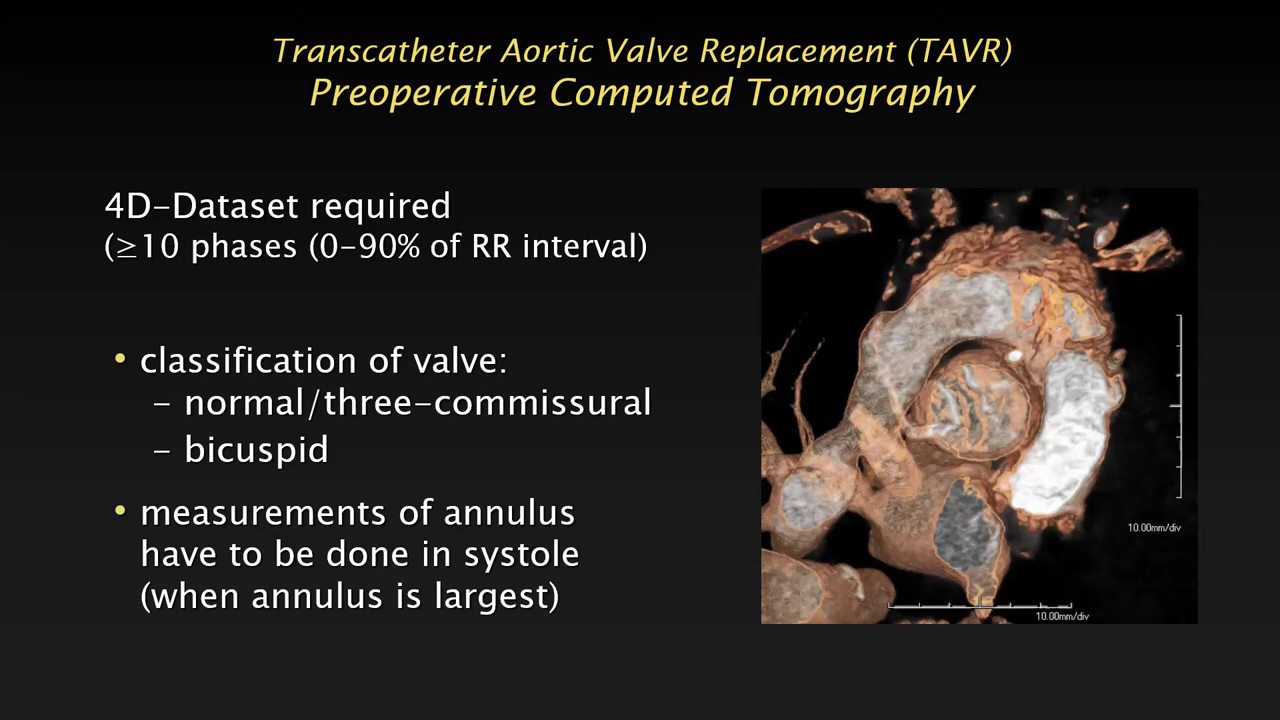 Transcatheter Aortic Valve Replacement (TAVR)
Preoperative Computed Tomography
4D-Dataset required
(≥10 phases (0-90% of RR interval)
• classification of valve:
– normal/three-commissural
– bicuspid
• measurements of annulus
have to be done in systole
(when annulus is largest)
10.00mm/div
10.00mm/div